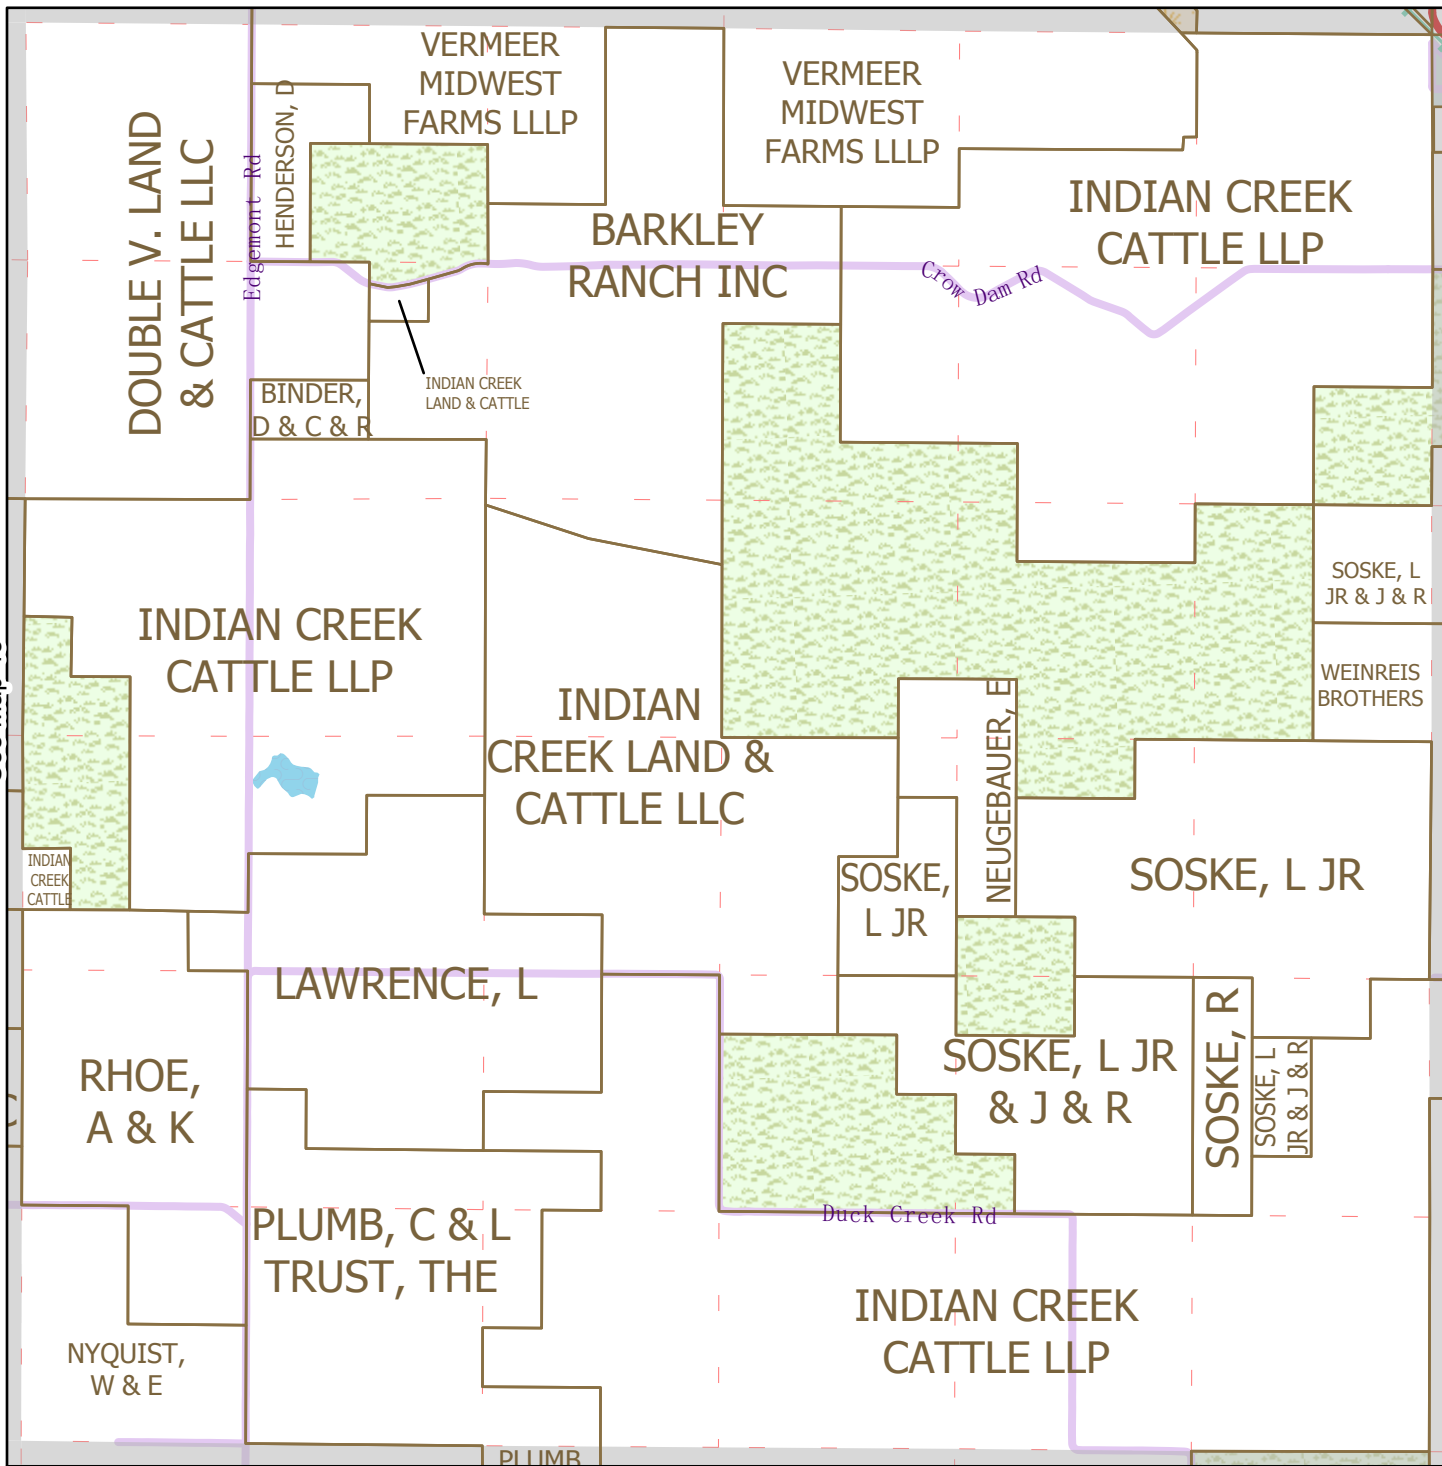 VERMEER
MIDWEST
FARMS LLLP
VERMEER
MIDWEST
FARMS LLLP
DOUBLE V. LAND
& CATTLE LLC
HENDERSON, D
Edgemont Rd
INDIAN CREEK
CATTLE LLP
BARKLEY
RANCH INC
Crow Dam Rd
INDIAN CREEK
LAND & CATTLE
BINDER,
D & C & R
SOSKE, L
JR & J & R
INDIAN CREEK
CATTLE LLP
WEINREIS
BROTHERS
INDIAN
CREEK LAND &
CATTLE LLC
NEUGEBAUER, E
INDIAN
CREEK
CATTLE
SOSKE,
L JR
SOSKE, L JR
LAWRENCE, L
RHOE,
A & K
SOSKE, L JR
& J & R
SOSKE, R
SOSKE, L
JR & J & R
PLUMB, C & L
TRUST, THE
Duck Creek Rd
INDIAN CREEK
CATTLE LLP
NYQUIST,
W & E
PLUMB